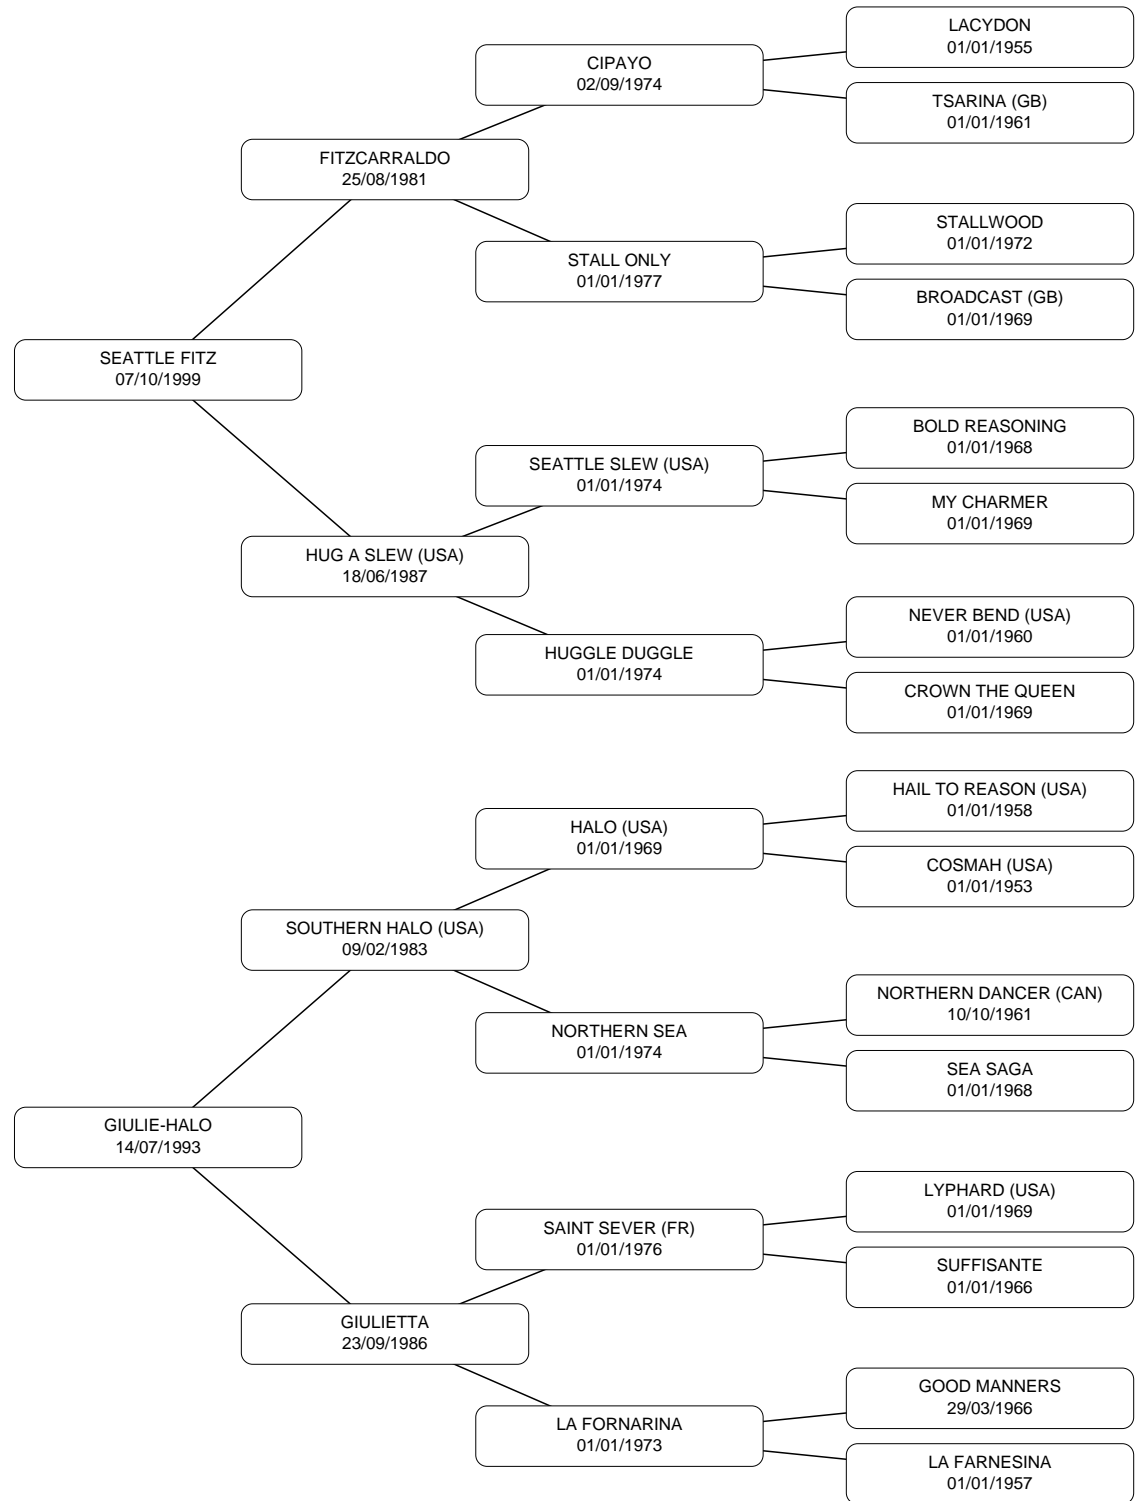 LACYDON
01/01/1955
CIPAYO
02/09/1974
TSARINA (GB)
01/01/1961
FITZCARRALDO
25/08/1981
STALLWOOD
01/01/1972
STALL ONLY
01/01/1977
BROADCAST (GB)
01/01/1969
SEATTLE FITZ
07/10/1999
BOLD REASONING
01/01/1968
SEATTLE SLEW (USA)
01/01/1974
MY CHARMER
01/01/1969
HUG A SLEW (USA)
18/06/1987
NEVER BEND (USA)
01/01/1960
HUGGLE DUGGLE
01/01/1974
CROWN THE QUEEN
01/01/1969
HAIL TO REASON (USA)
01/01/1958
HALO (USA)
01/01/1969
COSMAH (USA)
01/01/1953
SOUTHERN HALO (USA)
09/02/1983
NORTHERN DANCER (CAN)
10/10/1961
NORTHERN SEA
01/01/1974
SEA SAGA
01/01/1968
GIULIE-HALO
14/07/1993
LYPHARD (USA)
01/01/1969
SAINT SEVER (FR)
01/01/1976
SUFFISANTE
01/01/1966
GIULIETTA
23/09/1986
GOOD MANNERS
29/03/1966
LA FORNARINA
01/01/1973
LA FARNESINA
01/01/1957